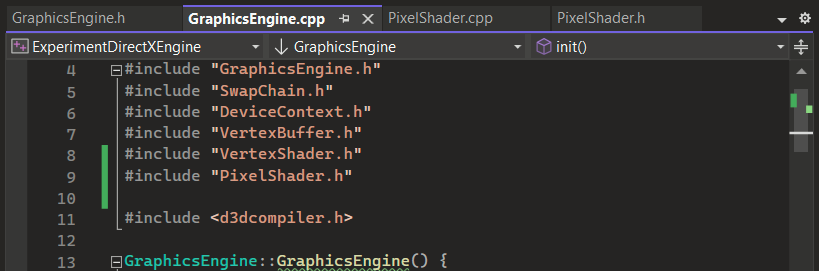 GraphicsEngine.h GraphicsEngine.cpp PixelShader.cpp PixelShader.h
ExperimentDirectXEngine GraphicsEngine init()
4 #include "GraphicsEngine.h"
5 #include "SwapChain.h"
6 #include "DeviceContext.h"
7 #include "VertexBuffer.h"
8 #include "VertexShader.h"
9 #include "PixelShader.h"
10
11 #include <d3dcompiler.h>
12
13 GraphicsEngine::GraphicsEngine() {